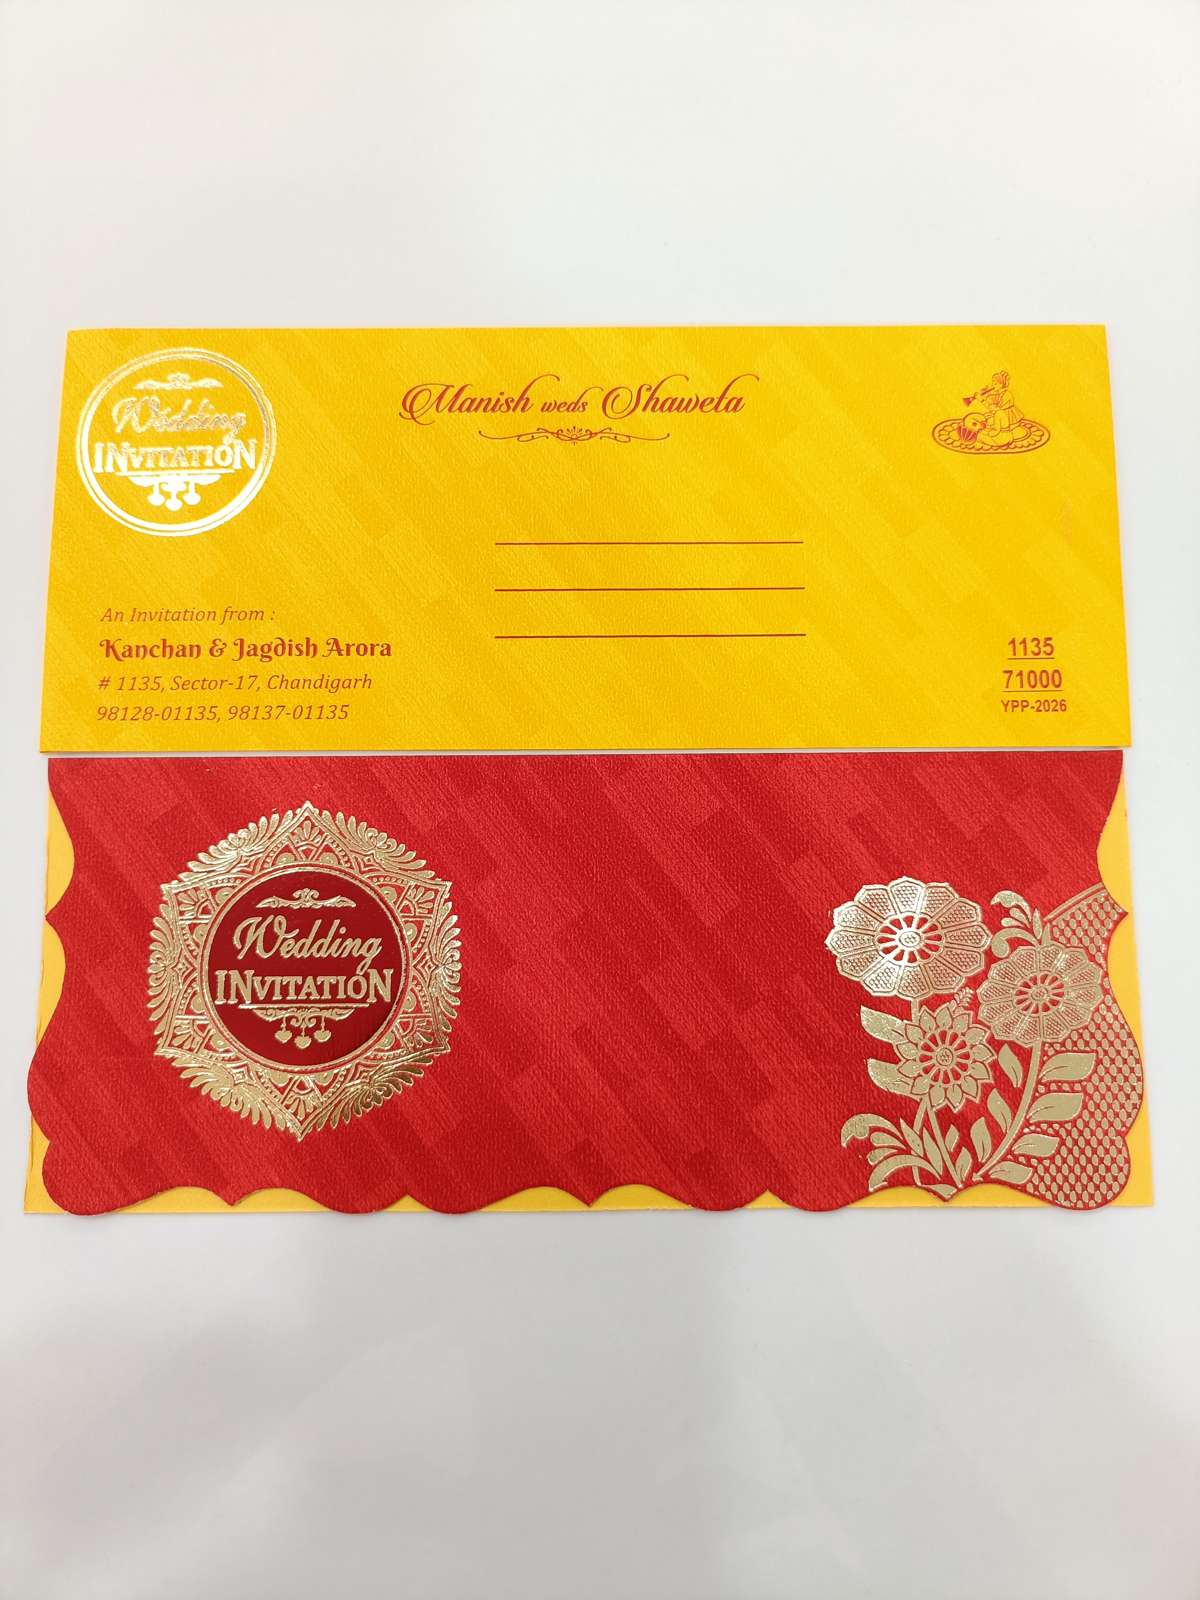 Wedding
INVITATION
Manish weds Shaweta
An Invitation from :
Kanchan & Jagdish Arora
# 1135, Sector-17, Chandigarh
98128-01135, 98137-01135
1135
71000
YPP-2026
Wedding
INVITATION